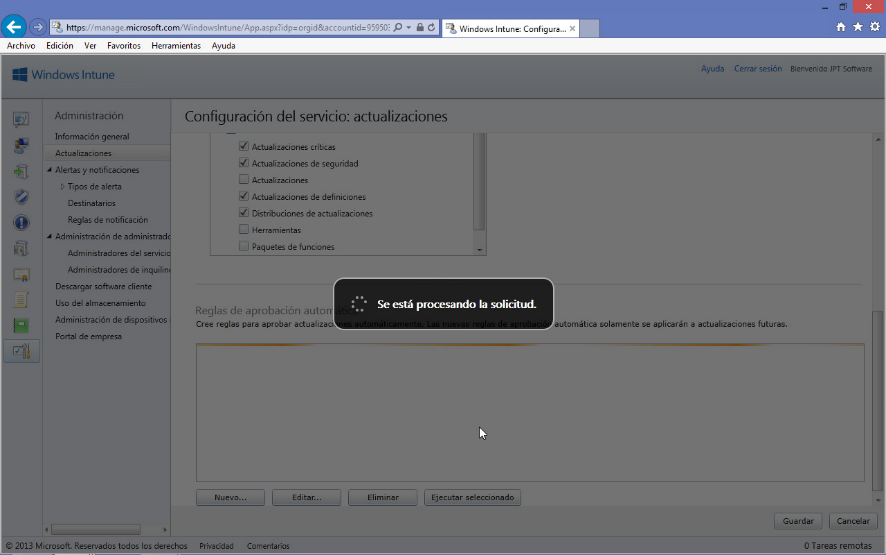 https://manage.microsoft.com/WindowsIntune/App.aspx?idp=orgid&accountid=95950
Windows Intune: Configura...
Archivo Edición Ver Favoritos Herramientas Ayuda
Windows Intune
Ayuda Cerrar sesión Bienvenido JPT Software
Administración
Información general
Actualizaciones
Alertas y notificaciones
Tipos de alerta
Destinatarios
Reglas de notificación
Administración de administrado
Administradores del servicio
Administradores de inquilin
Descargar software cliente
Uso del almacenamiento
Administración de dispositivos
Portal de empresa
Configuración del servicio: actualizaciones
Actualizaciones críticas
Actualizaciones de seguridad
Actualizaciones
Actualizaciones de definiciones
Distribuciones de actualizaciones
Herramientas
Paquetes de funciones
Se está procesando la solicitud.
Reglas de aprobación autom
Cree reglas para aprobar actualizaciones automáticamente. Las nuevas reglas de aprobación automática solamente se aplicarán a actualizaciones futuras.
Nuevo... Editar... Eliminar Ejecutar seleccionado
Guardar Cancelar
© 2013 Microsoft. Reservados todos los derechos Privacidad Comentarios 0 Tareas remotas